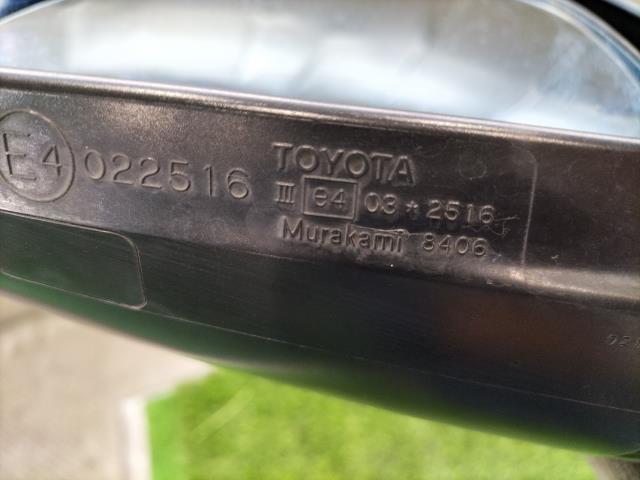 E4 022516
TOYOTA
III e4 03*2516
Murakami 8406